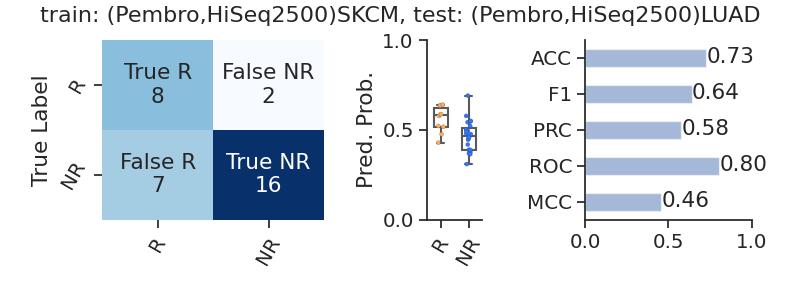 train: (Pembro,HiSeq2500)SKCM, test: (Pembro,HiSeq2500)LUAD
True Label
R
NR
True R
8
False NR
2
False R
7
True NR
16
R
NR
Pred. Prob.
1.0
0.5
0.0
R
NR
ACC
0.73
F1
0.64
PRC
0.58
ROC
0.80
MCC
0.46
0.0
0.5
1.0